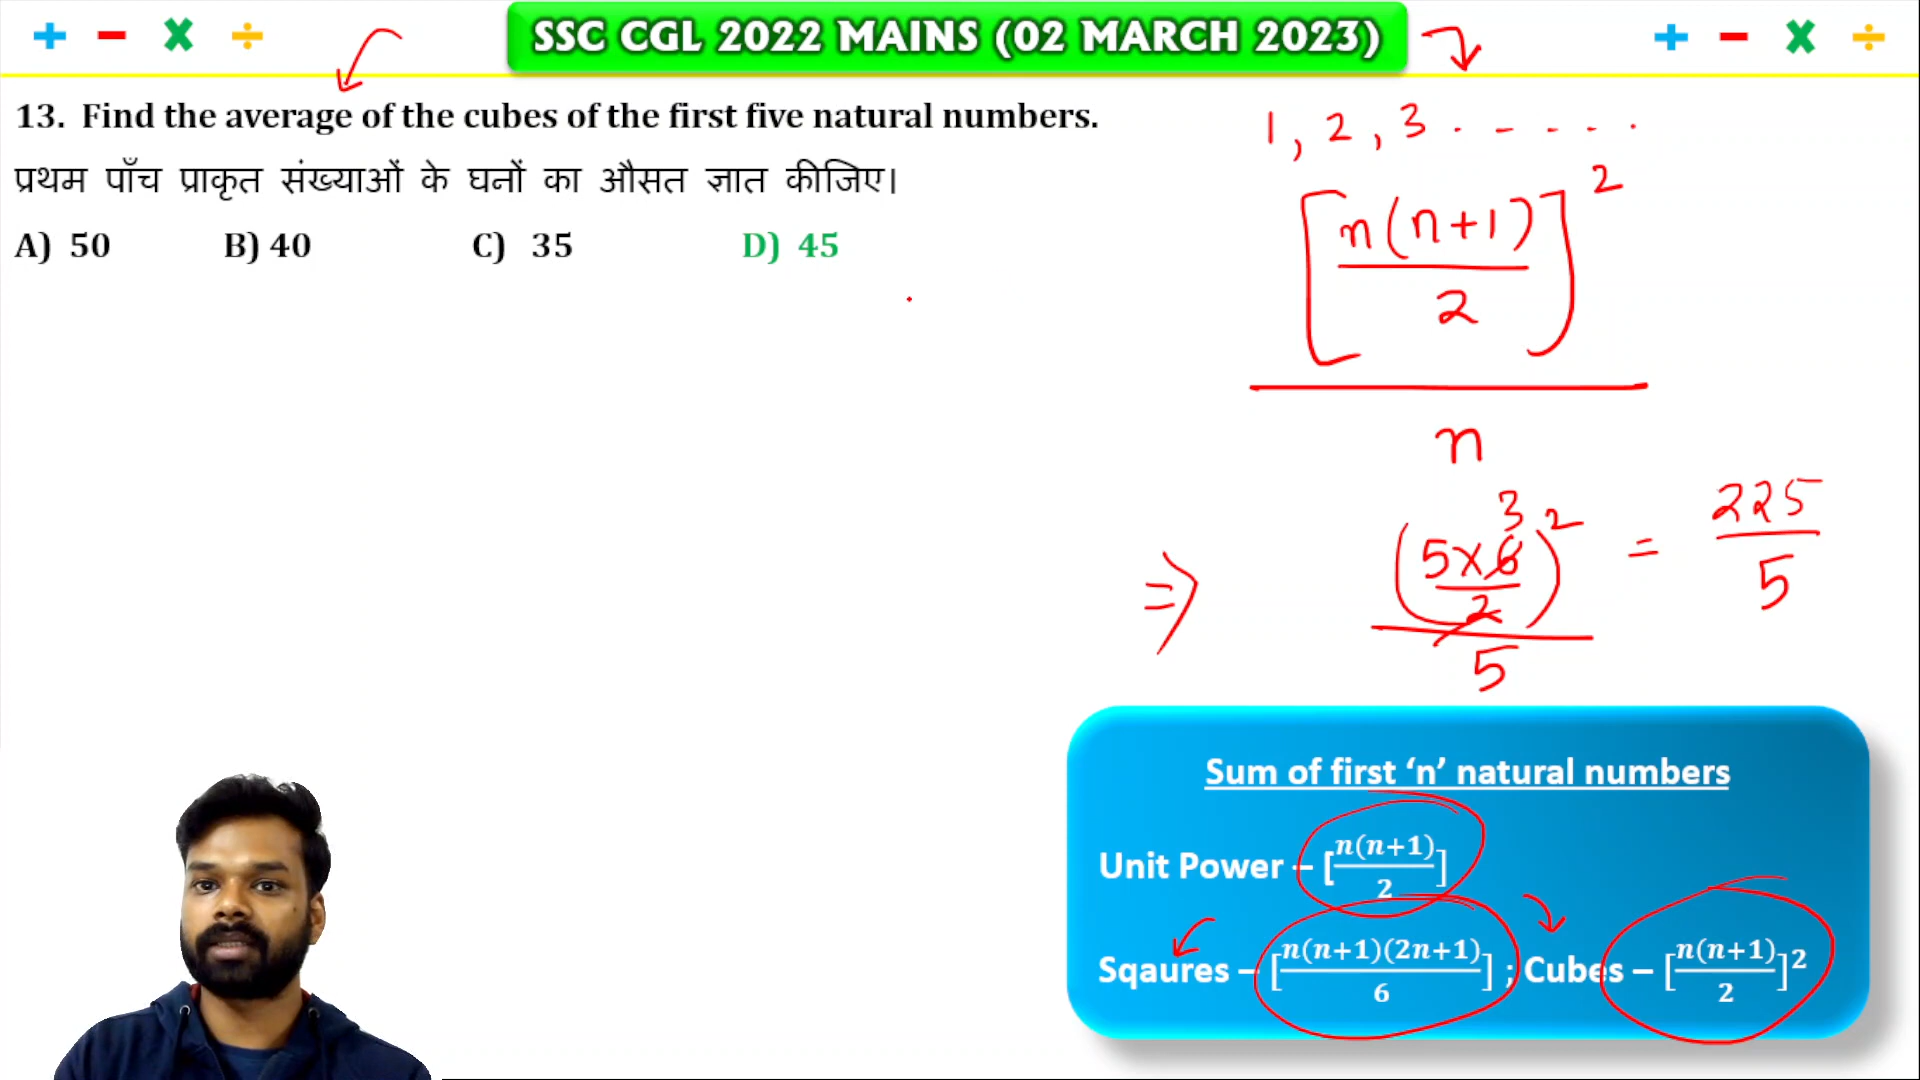 SSC CGL 2022 MAINS (02 MARCH 2023)
13. Find the average of the cubes of the first five natural numbers.
प्रथम पाँच प्राकृत संख्याओं के घनों का औसत ज्ञात कीजिए।
A) 50 B) 40 C) 35 D) 45
1, 2, 3 - - - - -
[n(n+1)/2]²
n
⇒ (5×6/2)² / 5 = 225/5
3
Sum of first ‘n’ natural numbers
Unit Power – [n(n+1)/2]
Sqaures – [n(n+1)(2n+1)/6] ; Cubes – [n(n+1)/2]²